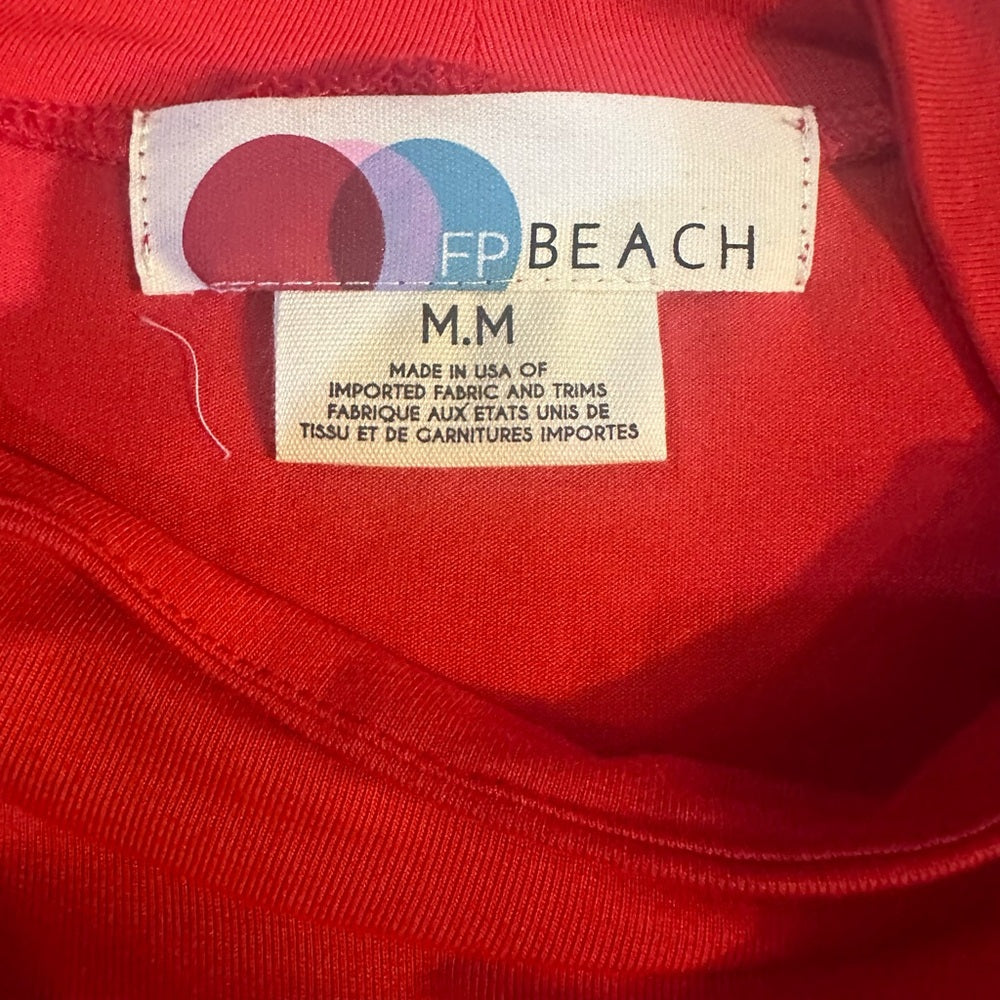 FP BEACH
M.M
MADE IN USA OF
IMPORTED FABRIC AND TRIMS
FABRIQUE AUX ETATS UNIS DE
TISSU ET DE GARNITURES IMPORTES